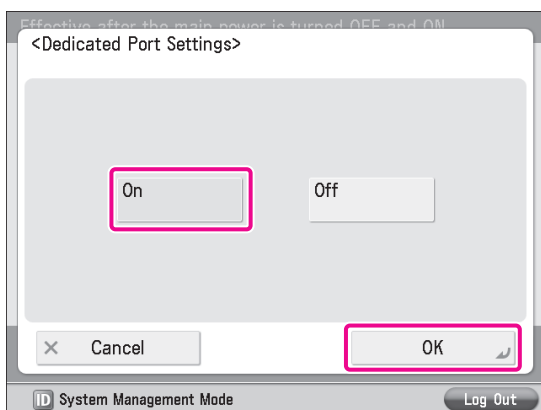 Effective after the main power is turned OFF and ON
<Dedicated Port Settings>
On
Off
Cancel
OK
ID System Management Mode
Log Out